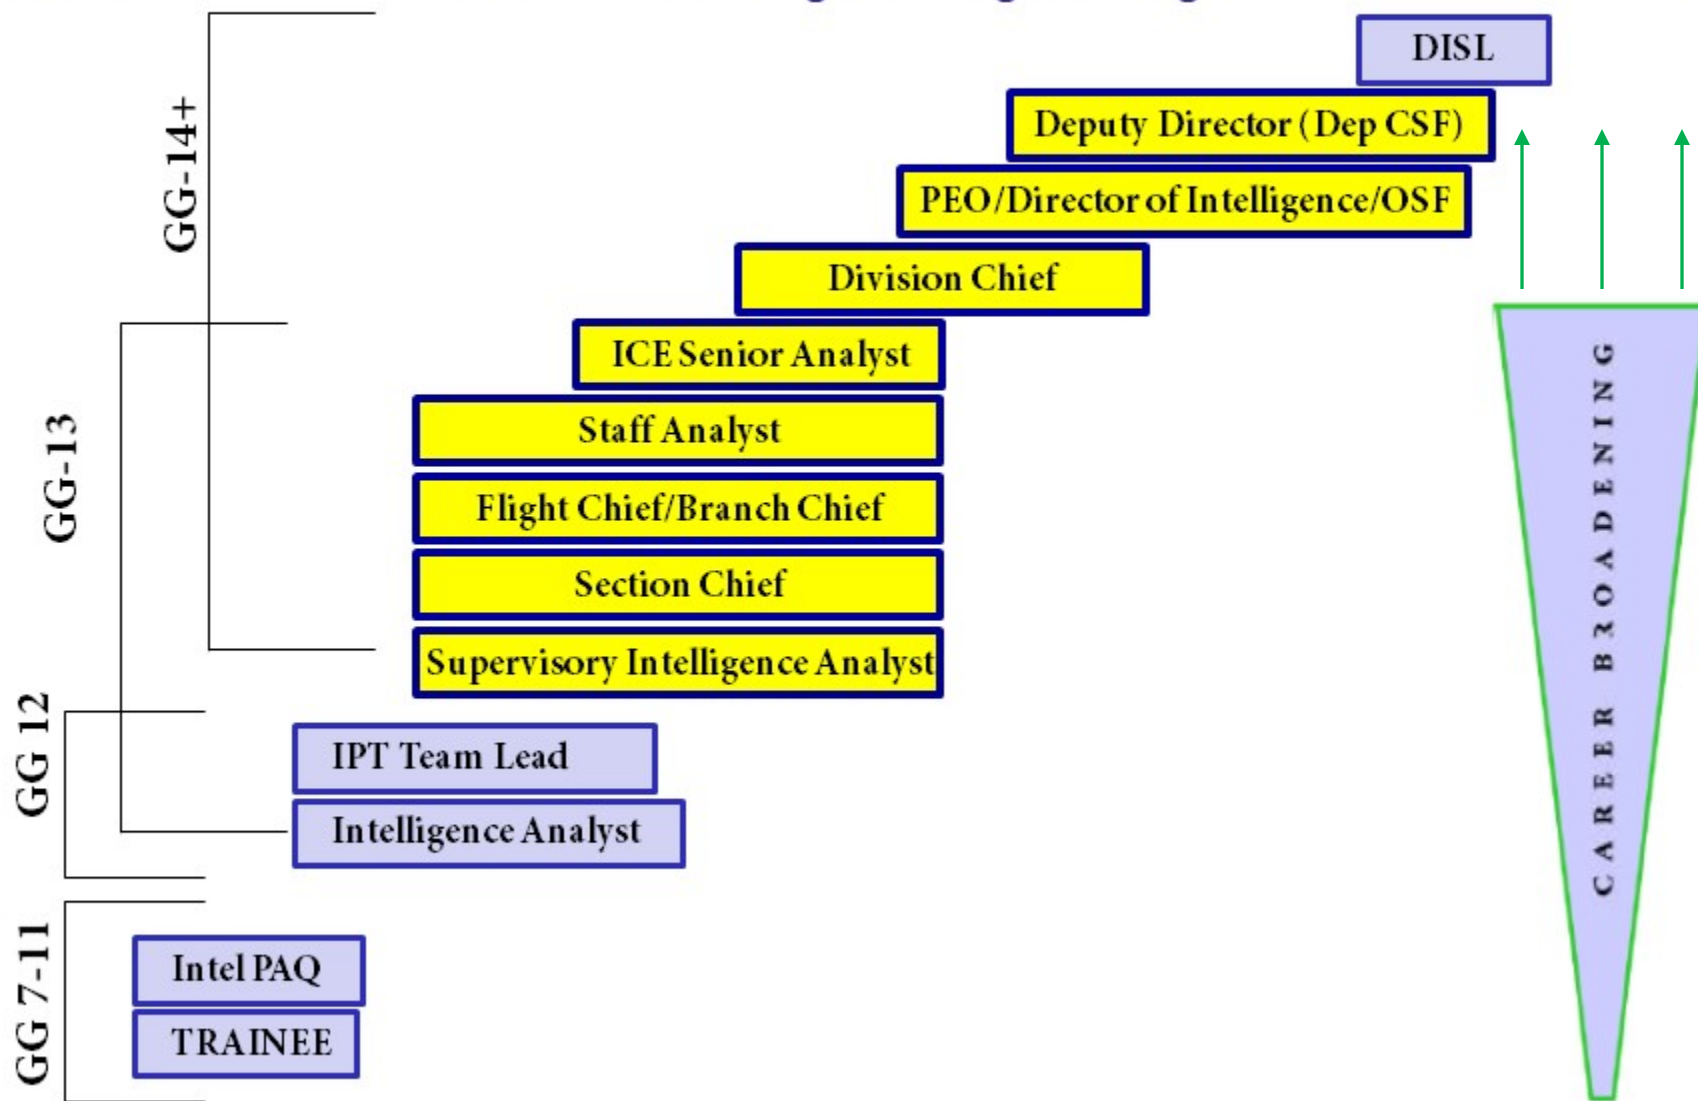 DISL
GG-14+
Deputy Director (Dep CSF)
PEO/Director of Intelligence/OSF
Division Chief
ICE Senior Analyst
GG-13
Staff Analyst
Flight Chief/Branch Chief
Section Chief
Supervisory Intelligence Analyst
GG 12
IPT Team Lead
Intelligence Analyst
GG 7-11
Intel PAQ
TRAINEE
CAREER BROADENING